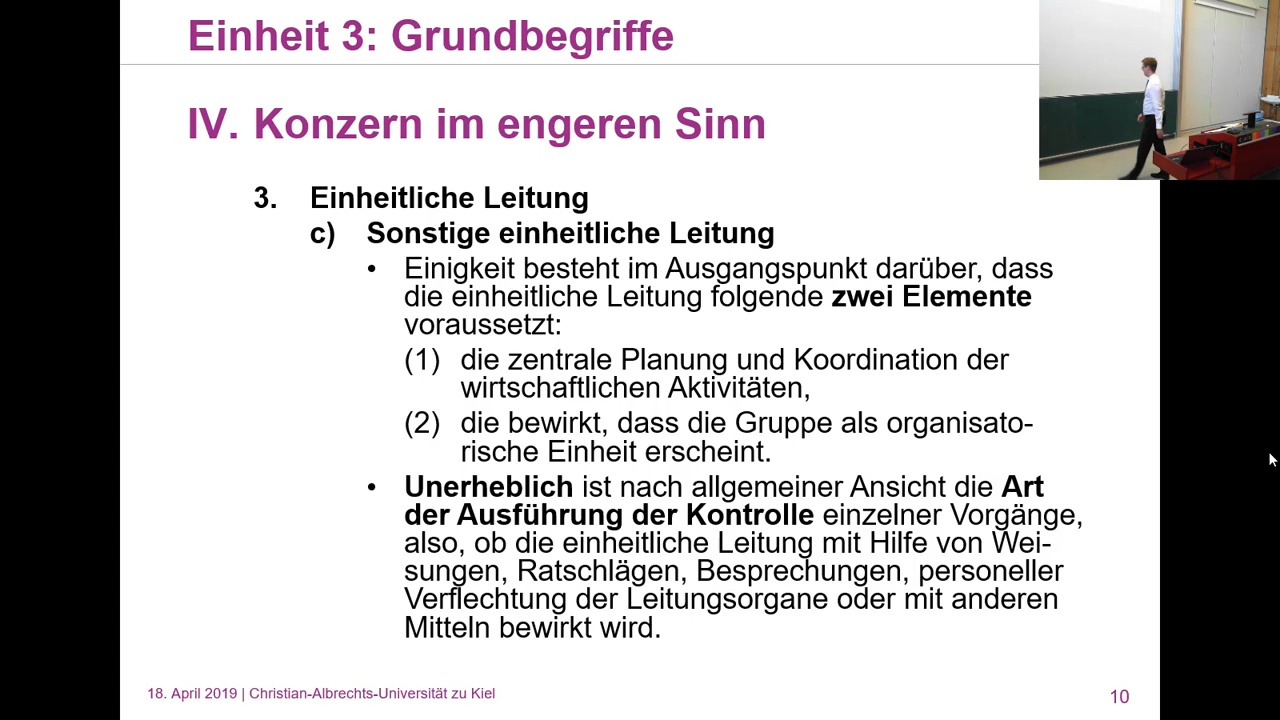 Einheit 3: Grundbegriffe
IV. Konzern im engeren Sinn
3. Einheitliche Leitung
c) Sonstige einheitliche Leitung
• Einigkeit besteht im Ausgangspunkt darüber, dass
die einheitliche Leitung folgende zwei Elemente
voraussetzt:
(1) die zentrale Planung und Koordination der
wirtschaftlichen Aktivitäten,
(2) die bewirkt, dass die Gruppe als organisato-
rische Einheit erscheint.
• Unerheblich ist nach allgemeiner Ansicht die Art
der Ausführung der Kontrolle einzelner Vorgänge,
also, ob die einheitliche Leitung mit Hilfe von Wei-
sungen, Ratschlägen, Besprechungen, personeller
Verflechtung der Leitungsorgane oder mit anderen
Mitteln bewirkt wird.
18. April 2019 | Christian-Albrechts-Universität zu Kiel
10